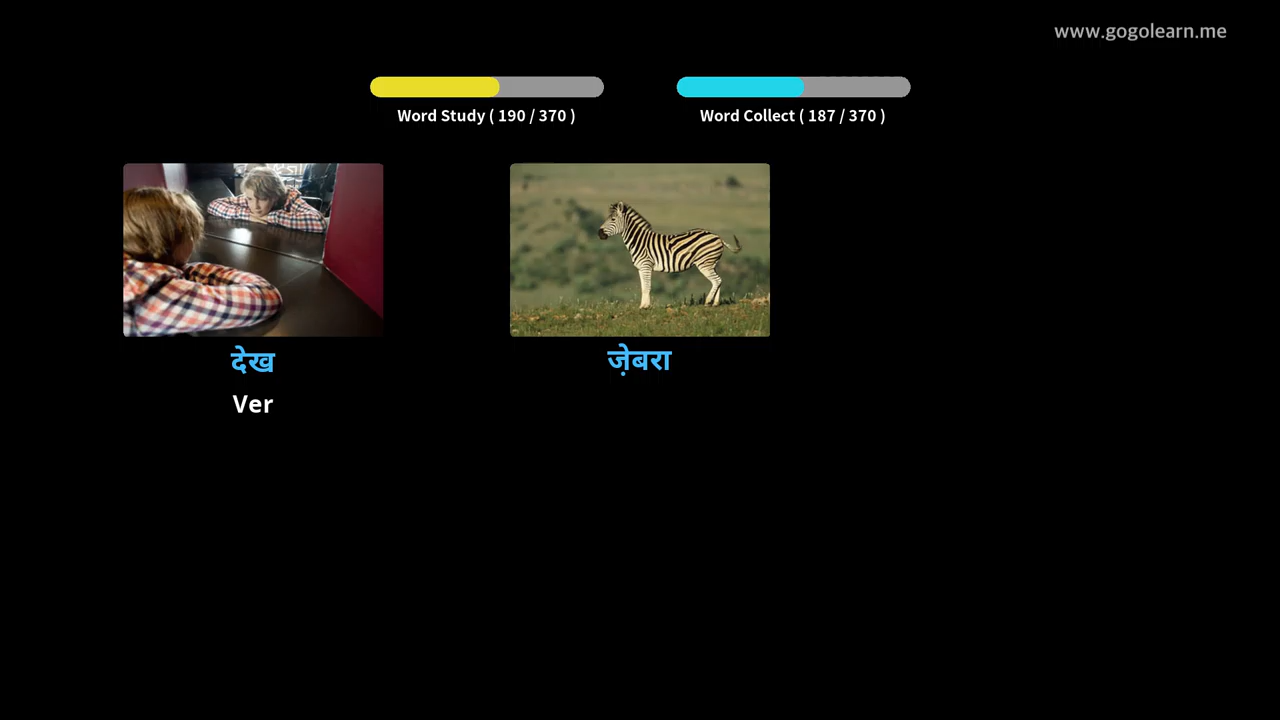 www.gogolearn.me
Word Study ( 190 / 370 )
Word Collect ( 187 / 370 )
देख
ज़ेबरा
Ver